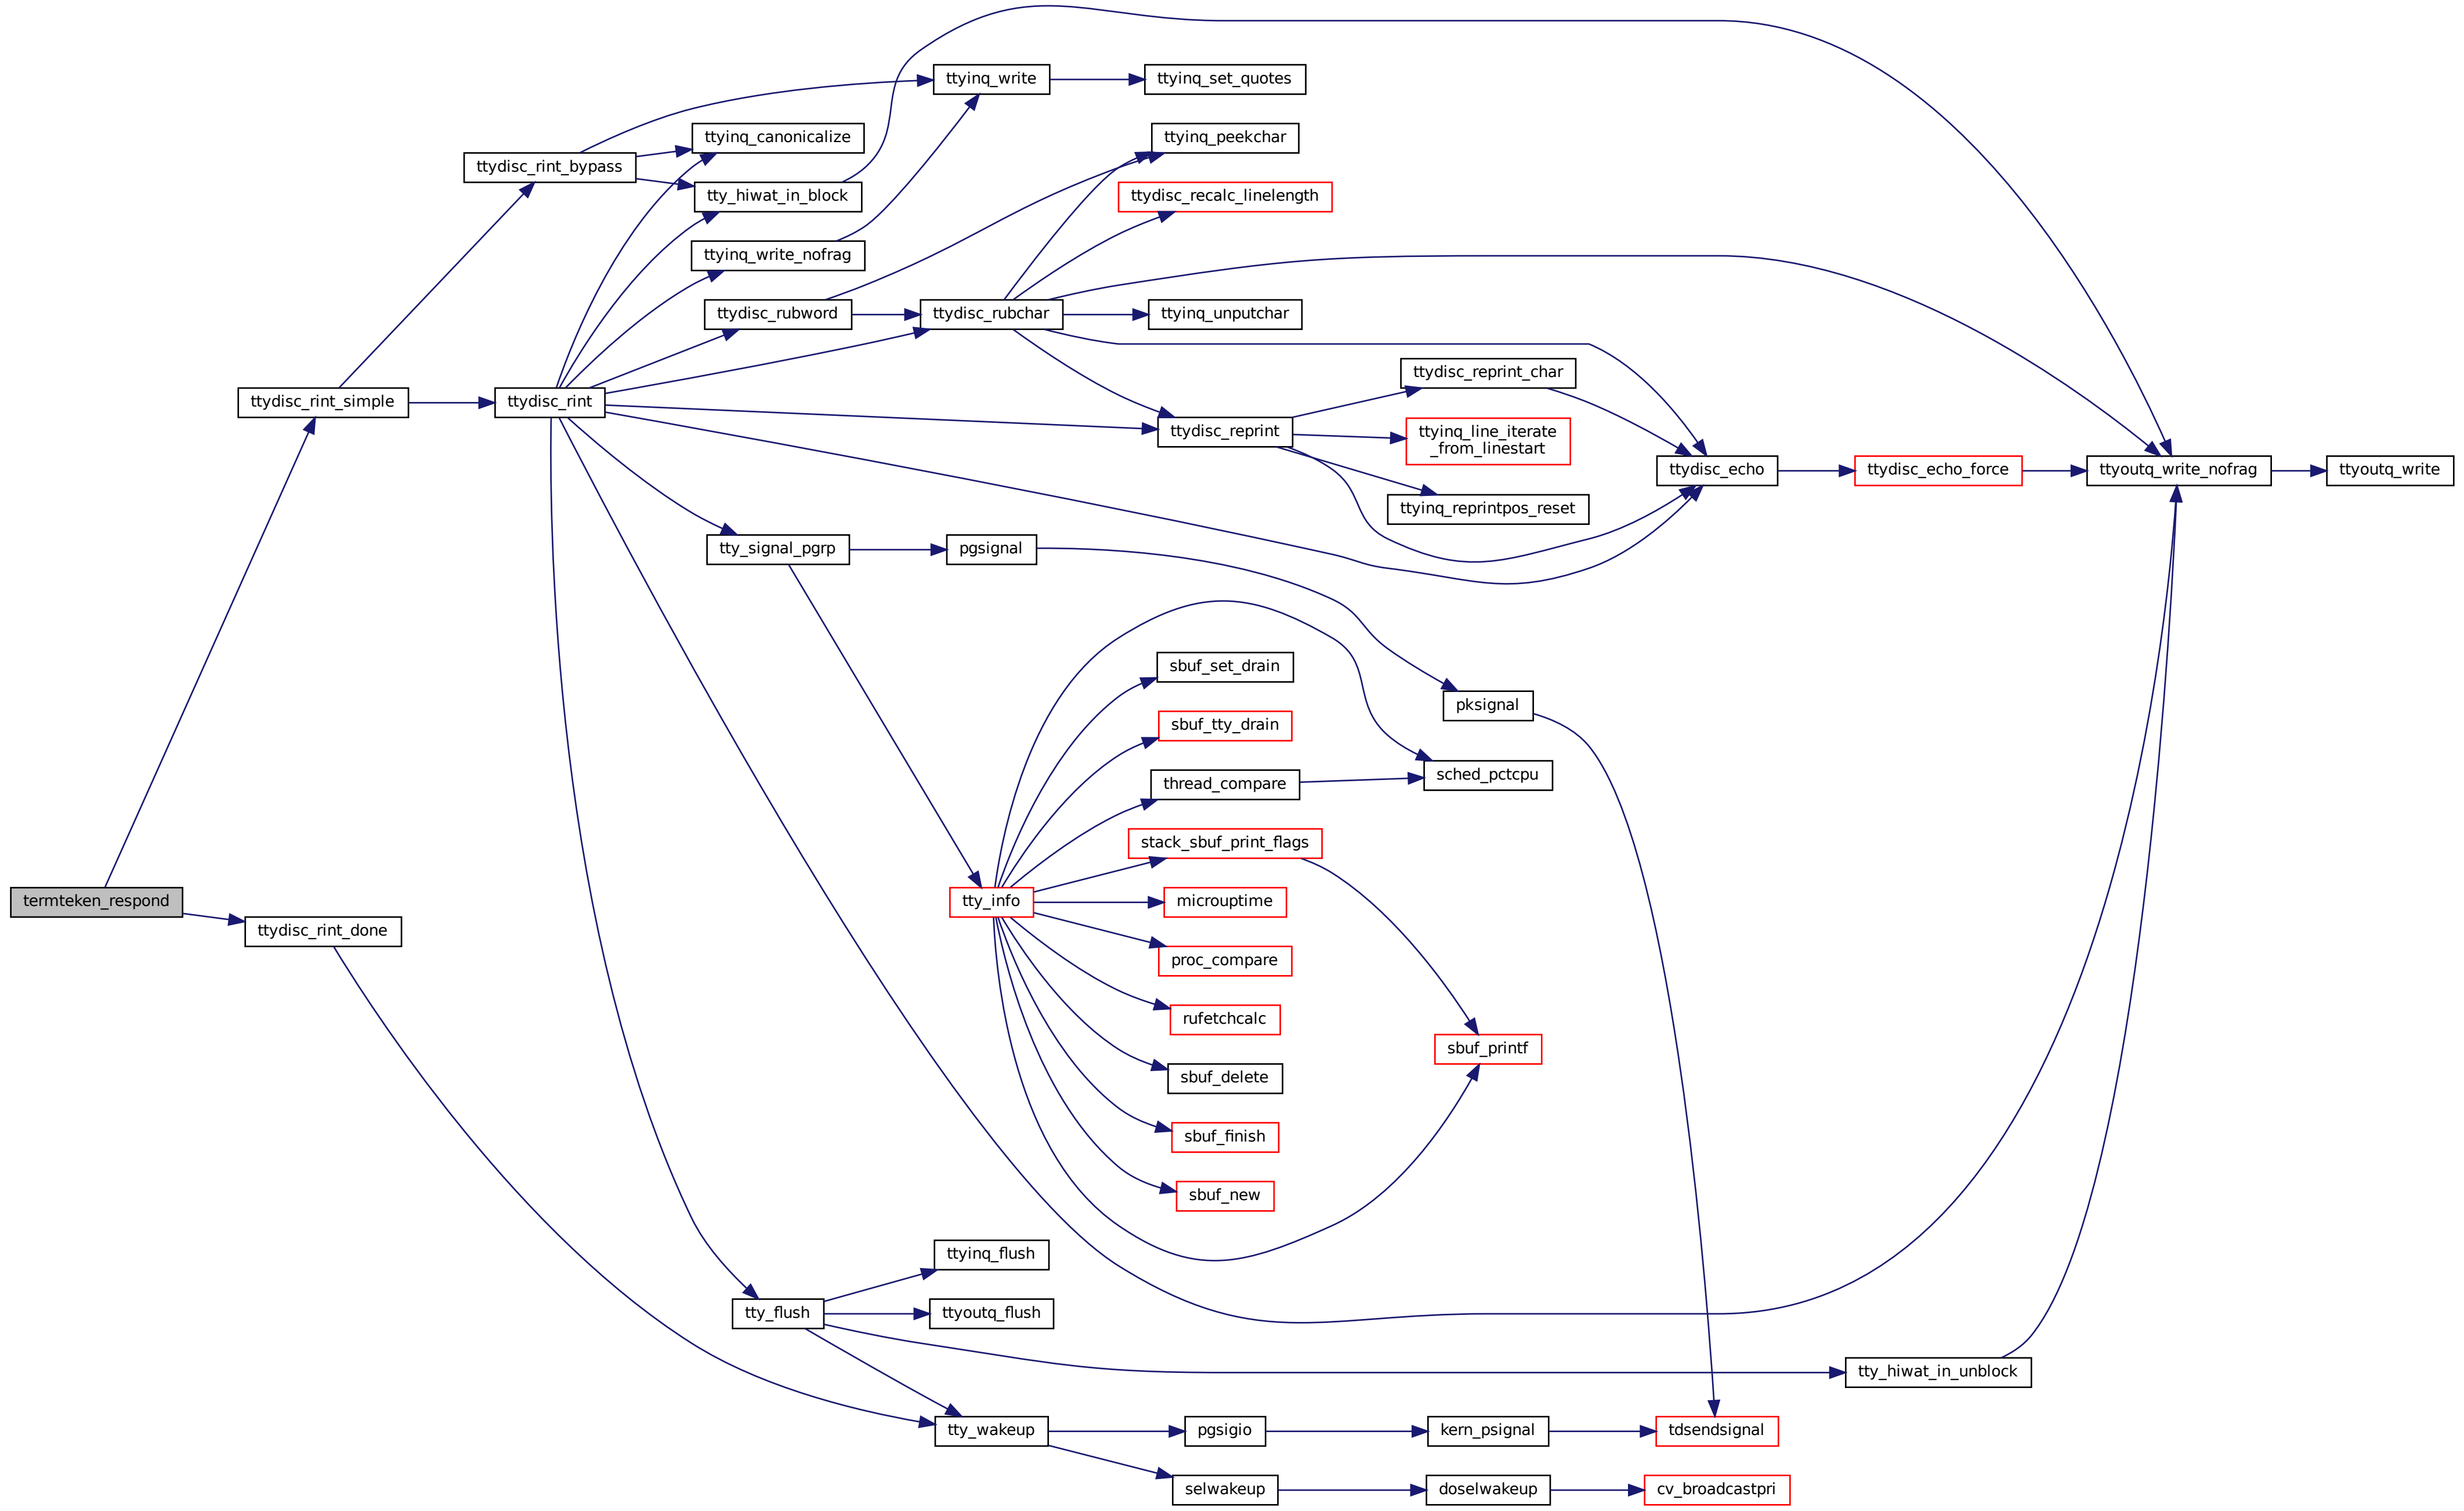 ttyinq_write
ttyinq_set_quotes
ttyinq_canonicalize
ttyinq_peekchar
ttydisc_rint_bypass
tty_hiwat_in_block
ttydisc_recalc_linelength
ttyinq_write_nofrag
ttydisc_rubword
ttydisc_rubchar
ttyinq_unputchar
ttydisc_reprint_char
ttydisc_rint_simple
ttydisc_rint
ttydisc_reprint
ttyinq_line_iterate
_from_linestart
ttydisc_echo
ttydisc_echo_force
ttyoutq_write_nofrag
ttyoutq_write
ttyinq_reprintpos_reset
tty_signal_pgrp
pgsignal
sbuf_set_drain
pksignal
sbuf_tty_drain
thread_compare
sched_pctcpu
stack_sbuf_print_flags
termteken_respond
tty_info
microuptime
ttydisc_rint_done
proc_compare
rufetchcalc
sbuf_printf
sbuf_delete
sbuf_finish
sbuf_new
ttyinq_flush
tty_flush
ttyoutq_flush
tty_hiwat_in_unblock
tty_wakeup
pgsigio
kern_psignal
tdsendsignal
selwakeup
doselwakeup
cv_broadcastpri